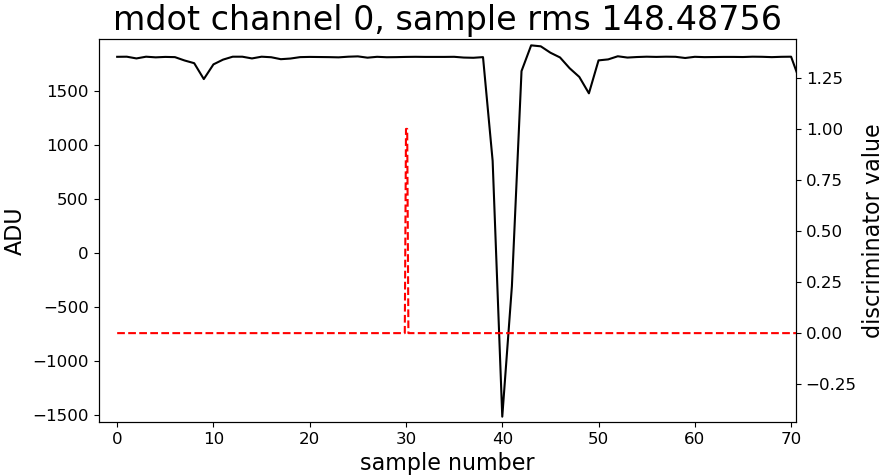 mdot channel 0, sample rms 148.48756
1500
1000
500
0
−500
−1000
−1500
ADU
1.25
1.00
0.75
0.50
0.25
0.00
−0.25
discriminator value
0 10 20 30 40 50 60 70
sample number